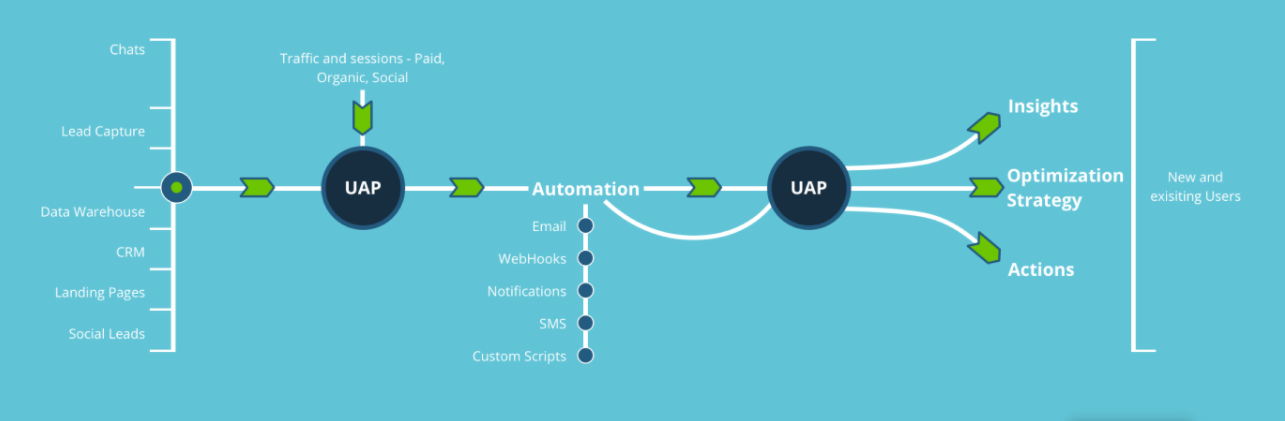 Chats
Lead Capture
Data Warehouse
CRM
Landing Pages
Social Leads
Traffic and sessions - Paid,
Organic, Social
UAP
Automation
Email
WebHooks
Notifications
SMS
Custom Scripts
UAP
Insights
Optimization
Strategy
Actions
New and
exisiting Users